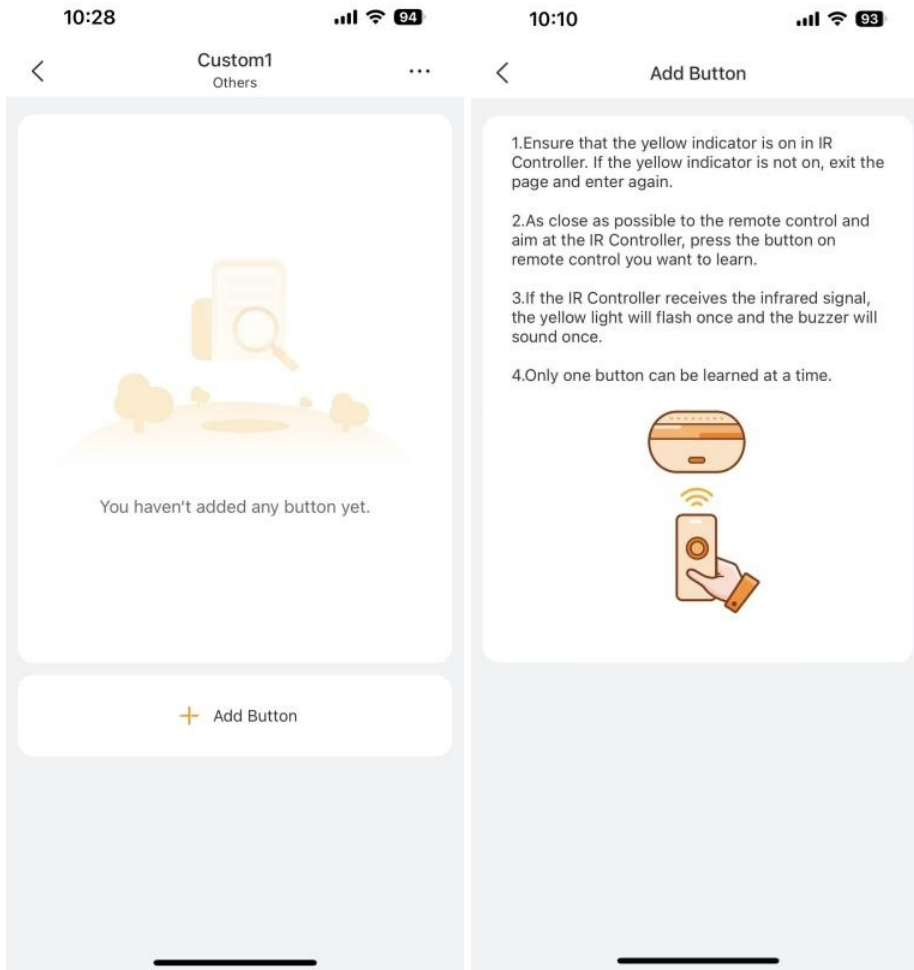 10:28
94
Custom1
Others
...
You haven't added any button yet.
+ Add Button
10:10
93
Add Button
1.Ensure that the yellow indicator is on in IR
Controller. If the yellow indicator is not on, exit the
page and enter again.
2.As close as possible to the remote control and
aim at the IR Controller, press the button on
remote control you want to learn.
3.If the IR Controller receives the infrared signal,
the yellow light will flash once and the buzzer will
sound once.
4.Only one button can be learned at a time.